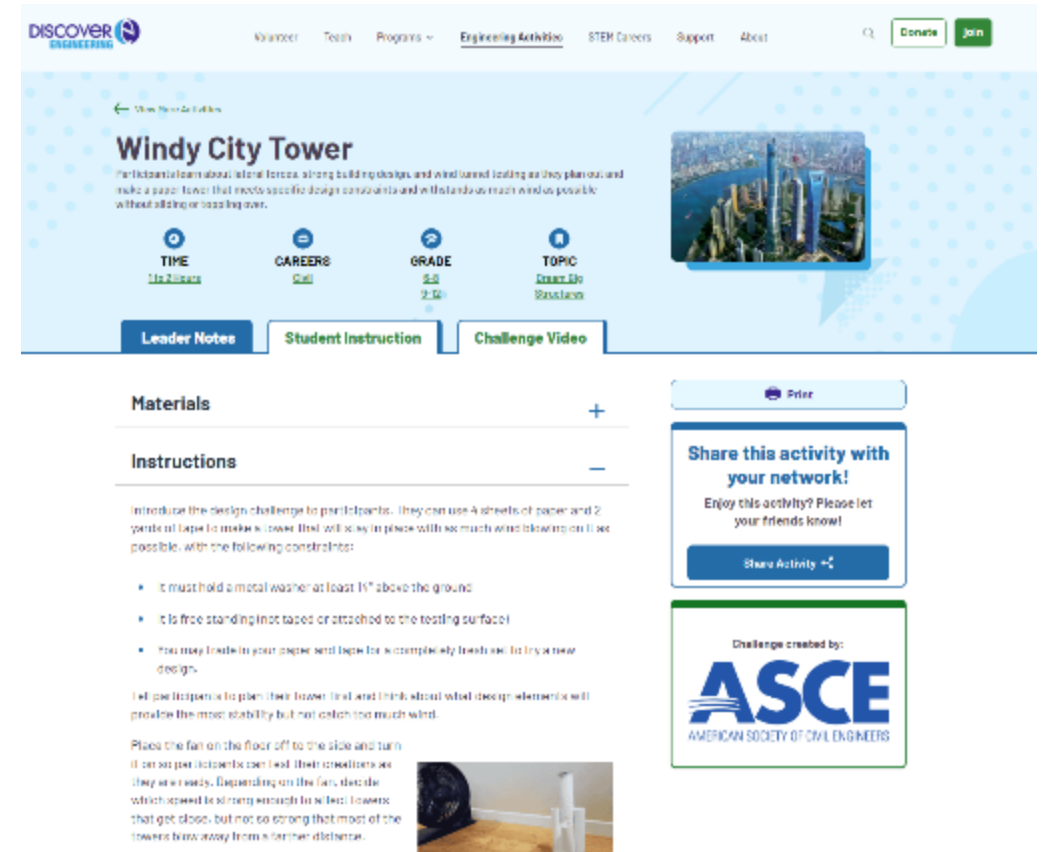 DISCOVER
ENGINEERING
Volunteer Teach Programs Engineering Activities STEM Careers Support About Donate Join
View More Activities
Windy City Tower
Participants learn about lateral forces, strong building design, and wind tunnel testing as they plan out and
make a paper tower that meets specific design constraints and withstands as much wind as possible
without sliding or toppling over.
TIME CAREERS GRADE TOPIC
1 to 2 Hours Civil 6-8 Dream Big
9-12 Structures
Leader Notes Student Instruction Challenge Video
Materials
Instructions
Introduce the design challenge to participants. They can use 4 sheets of paper and 2
yards of tape to make a tower that will stay in place with as much wind blowing on it as
possible, with the following constraints:
It must hold a metal washer at least above the ground
It is free standing (not taped or attached to the testing surface)
You may trade in your paper and tape for a completely fresh set to try a new
design.
Tell participants to plan their tower first and think about what design elements will
provide the most stability but not catch too much wind.
Place the fan on the floor off to the side and turn
it on so participants can test their creations as
they are ready. Depending on the fan, decide
which speed is strong enough to affect towers
that get close, but not so strong that most of the
towers blow away from a farther distance.
Print
Share this activity with
your network!
Enjoy this activity? Please let
your friends know!
Share Activity
Challenge created by:
ASCE
AMERICAN SOCIETY OF CIVIL ENGINEERS